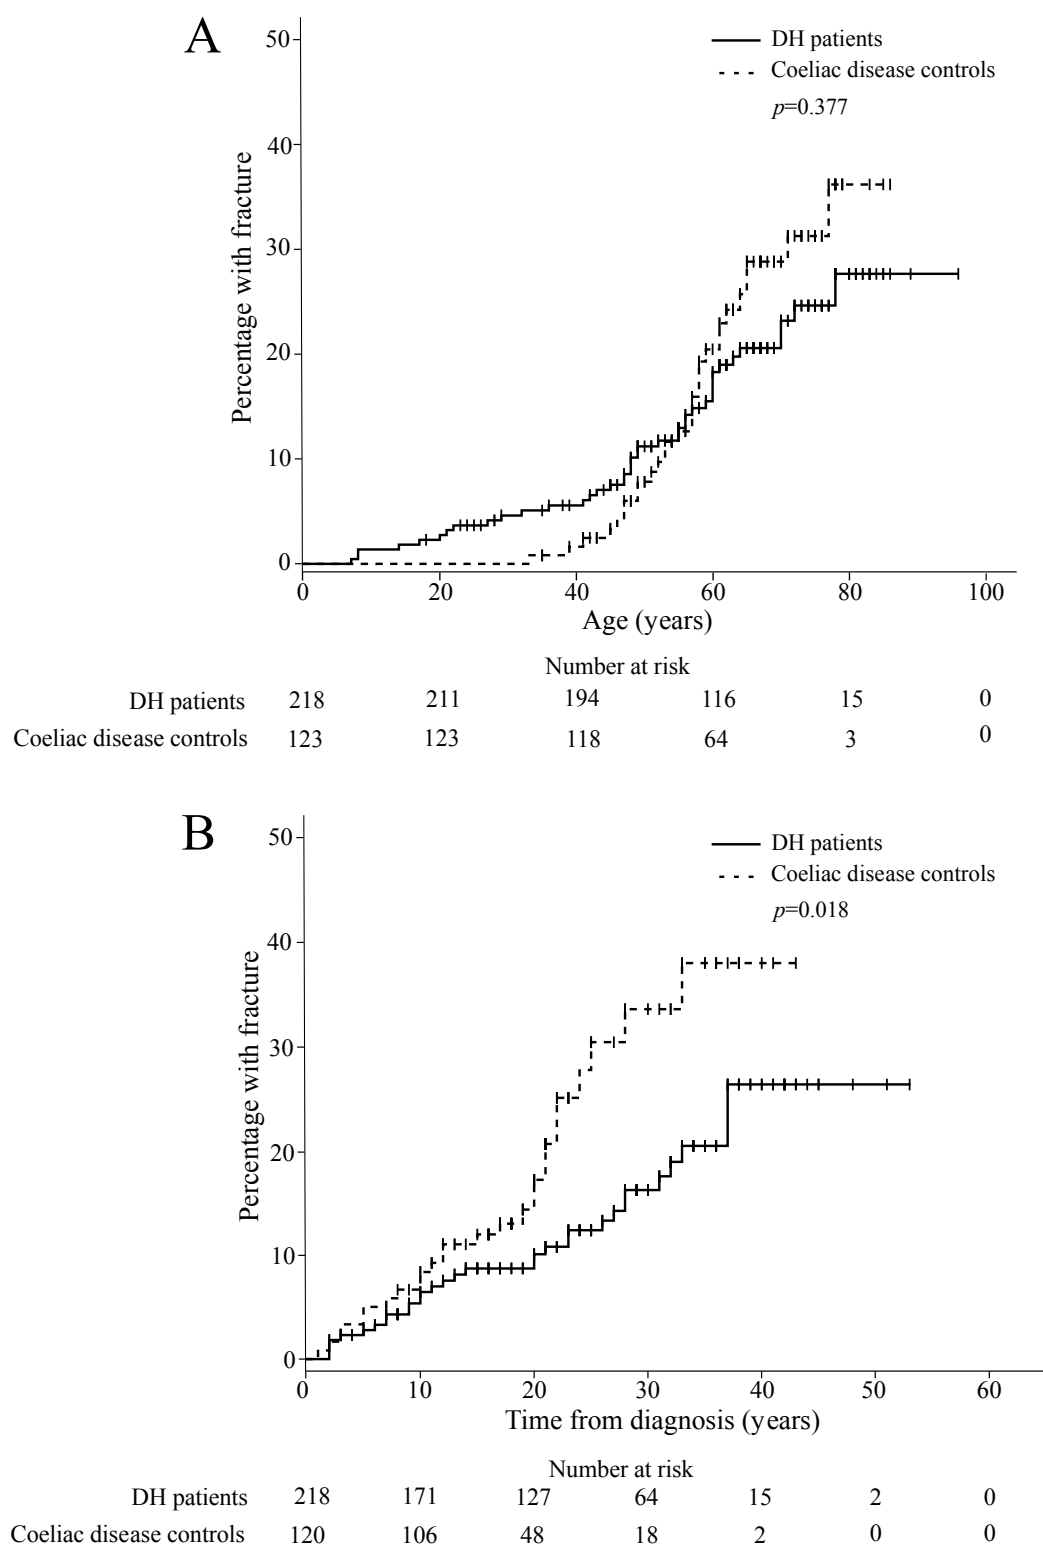 A
DH patients
Coeliac disease controls
p=0.377
Percentage with fracture
50
40
30
20
10
0
0 20 40 60 80 100
Age (years)
Number at risk
DH patients 218 211 194 116 15 0
Coeliac disease controls 123 123 118 64 3 0
B
DH patients
Coeliac disease controls
p=0.018
Percentage with fracture
50
40
30
20
10
0
0 10 20 30 40 50 60
Time from diagnosis (years)
Number at risk
DH patients 218 171 127 64 15 2 0
Coeliac disease controls 120 106 48 18 2 0 0